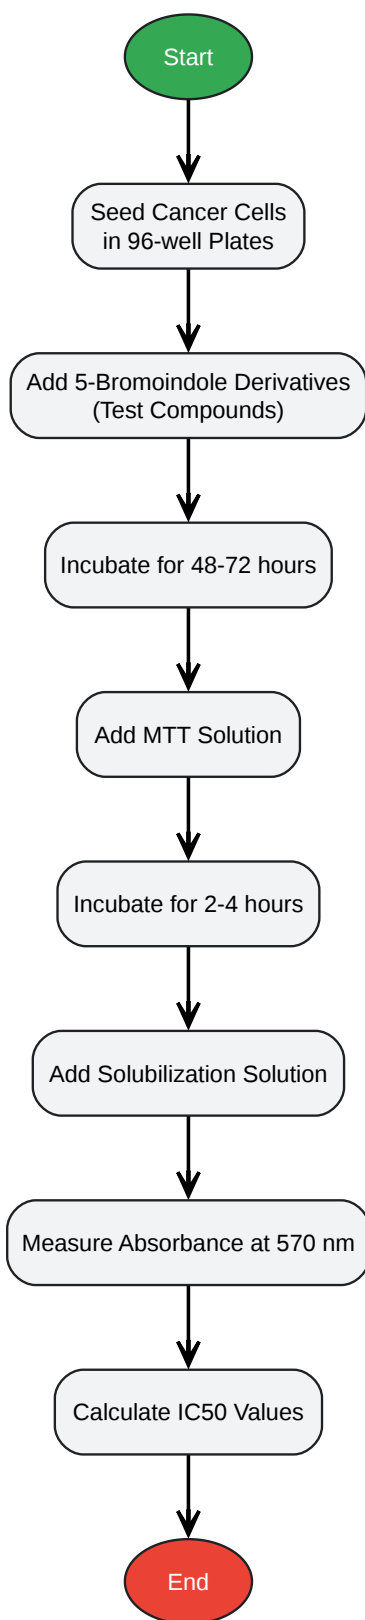 Start
Seed Cancer Cells
in 96-well Plates
Add 5-Bromoindole Derivatives
(Test Compounds)
Incubate for 48-72 hours
Add MTT Solution
Incubate for 2-4 hours
Add Solubilization Solution
Measure Absorbance at 570 nm
Calculate IC50 Values
End